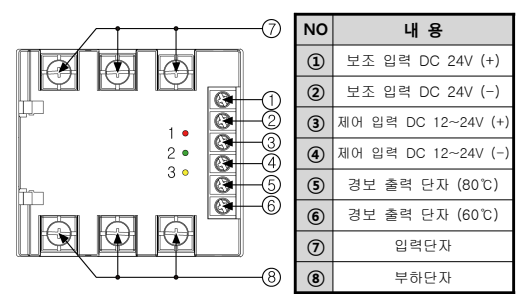 ⑦
①
②
③
④
⑤
⑥
⑧
1
2
3
NO 내 용
① 보조 입력 DC 24V (+)
② 보조 입력 DC 24V (-)
③ 제어 입력 DC 12~24V (+)
④ 제어 입력 DC 12~24V (-)
⑤ 경보 출력 단자 (80℃)
⑥ 경보 출력 단자 (60℃)
⑦ 입력단자
⑧ 부하단자